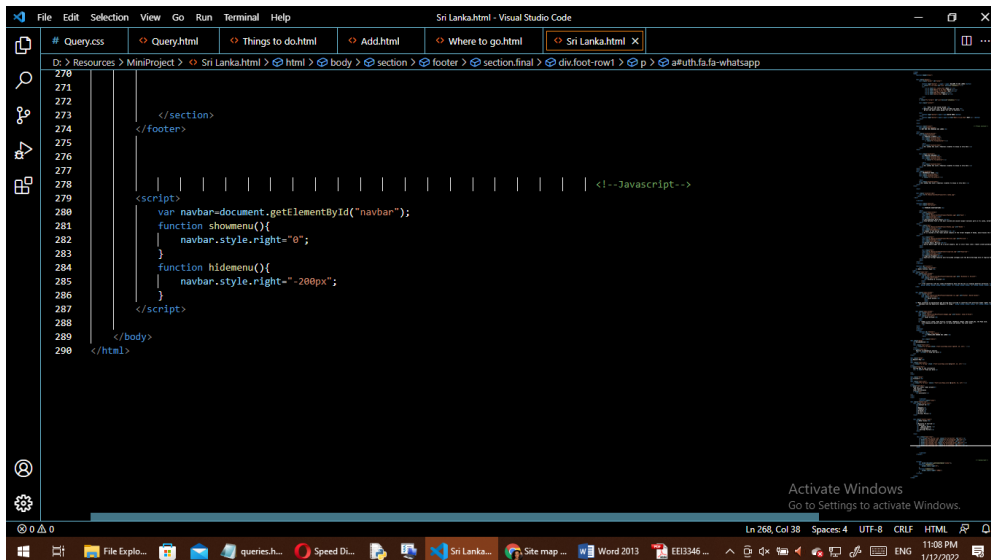 File Edit Selection View Go Run Terminal Help Sri Lanka.html - Visual Studio Code
# Query.css <> Query.html <> Things to do.html <> Add.html <> Where to go.html <> Sri Lanka.html ×
D: > Resources > MiniProject > <> Sri Lanka.html > html > body > section > footer > section.final > div.foot-row1 > p > a#uth.fa.fa-whatsapp
270
271
272
273 </section>
274 </footer>
275
276
277
278 <!--Javascript-->
279 <script>
280 var navbar=document.getElementById("navbar");
281 function showmenu(){
282 navbar.style.right="0";
283 }
284 function hidemenu(){
285 navbar.style.right="-200px";
286 }
287 </script>
288
289 </body>
290 </html>
Activate Windows
Go to Settings to activate Windows.
0 0 Ln 268, Col 38 Spaces: 4 UTF-8 CRLF HTML
File Explo... queries.h... Speed Di... Sri Lanka... Site map ... Word 2013 EEI3346 ... ENG 11:08 PM
1/12/2022